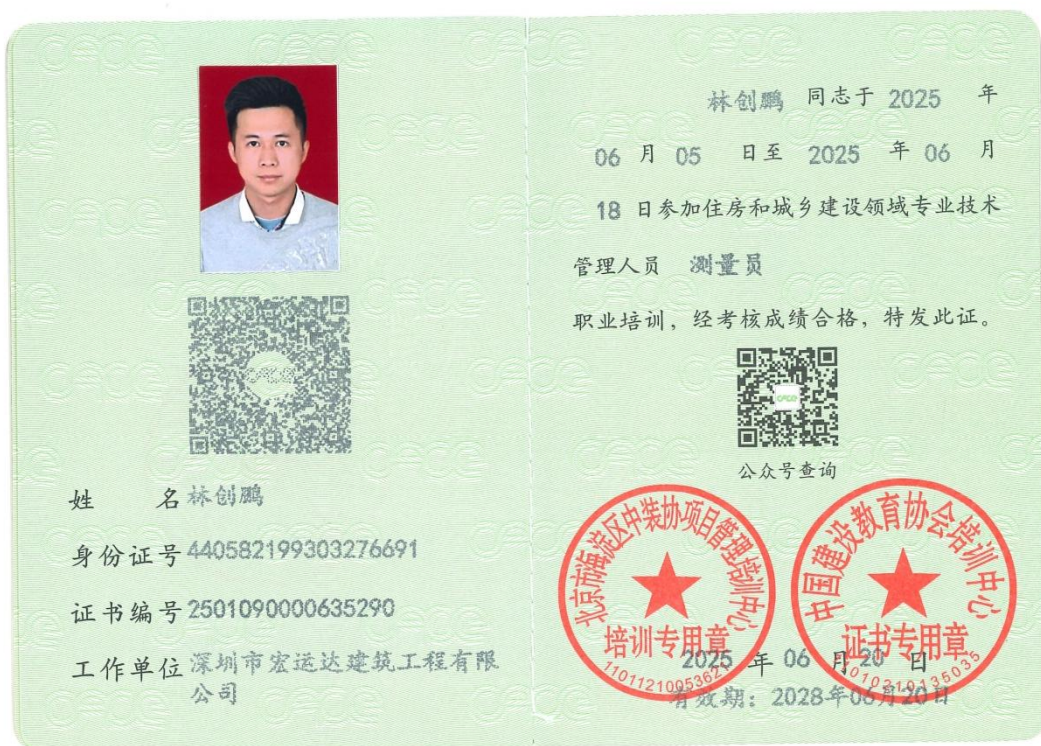 姓 名 林创鹏
身份证号 440582199303276691
证书编号 2501090000635290
工作单位 深圳市宏运达建筑工程有限
公司
林创鹏 同志于 2025 年
06 月 05 日至 2025 年 06 月
18 日参加住房和城乡建设领域专业技术
管理人员 测量员
职业培训，经考核成绩合格，特发此证。
公众号查询
北京市海淀区中装协项目管理培训中心
培训专用章
中国建设教育协会培训中心
证书专用章
2025 年 06 月 20 日
有效期：2028年06月20日